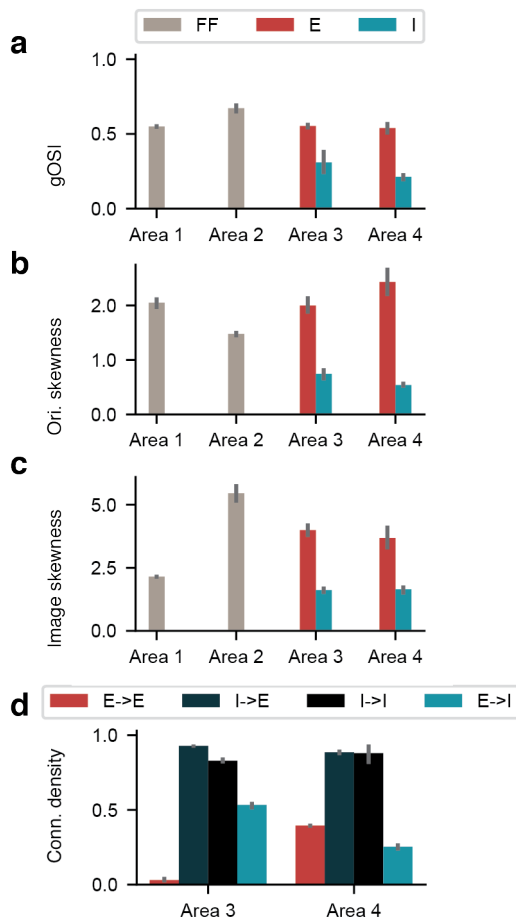 FF E I
a
1.0
0.5
0.0
gOSI
Area 1 Area 2 Area 3 Area 4
b
2.0
1.0
0.0
Ori. skewness
Area 1 Area 2 Area 3 Area 4
c
5.0
2.5
0.0
Image skewness
Area 1 Area 2 Area 3 Area 4
d
E->E I->E I->I E->I
1.0
0.5
0.0
Conn. density
Area 3 Area 4